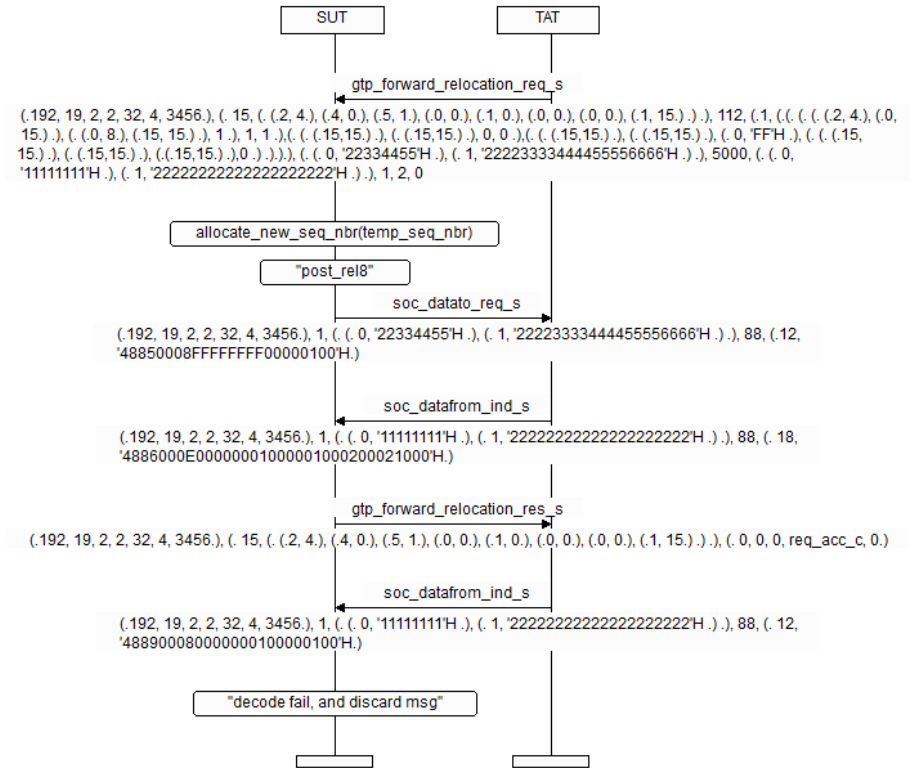 SUT TAT
gtp_forward_relocation_req_s
(.192, 19, 2, 2, 32, 4, 3456.), (. 15, (. (.2, 4.), (.4, 0.), (.5, 1.), (.0, 0.), (.1, 0.), (.0, 0.), (.0, 0.), (.1, 15.) .) .), 112, (.1, (.(. (. (. (. (.2, 4.), (.0,
15.) .), (. (.0, 8.), (.15, 15.) .), 1 .), 1, 1 .),(. (. (.15,15.) .), (. (.15,15.) .), 0, 0 .),(. (. (.15,15.) .), (. (.15,15.) .), (. 0, 'FF'H .), (. (. (.15,
15.) .), (. (.15,15.) .), (.(.15,15.) .),0 .) .).).), (. (. 0, '22334455'H .), (. 1, '22223333444455556666'H .) .), 5000, (. (. 0,
'11111111'H .), (. 1, '22222222222222222222'H .) .), 1, 2, 0
allocate_new_seq_nbr(temp_seq_nbr)
"post_rel8"
soc_datato_req_s
(.192, 19, 2, 2, 32, 4, 3456.), 1, (. (. 0, '22334455'H .), (. 1, '22223333444455556666'H .) .), 88, (.12,
'48850008FFFFFFFF00000100'H.)
soc_datafrom_ind_s
(.192, 19, 2, 2, 32, 4, 3456.), 1, (. (. 0, '11111111'H .), (. 1, '22222222222222222222'H .) .), 88, (. 18,
'4886000E00000001000001000200021000'H.)
gtp_forward_relocation_res_s
(.192, 19, 2, 2, 32, 4, 3456.), (. 15, (. (.2, 4.), (.4, 0.), (.5, 1.), (.0, 0.), (.1, 0.), (.0, 0.), (.0, 0.), (.1, 15.) .) .), (. 0, 0, 0, req_acc_c, 0.)
soc_datafrom_ind_s
(.192, 19, 2, 2, 32, 4, 3456.), 1, (. (. 0, '11111111'H .), (. 1, '22222222222222222222'H .) .), 88, (. 12,
'488900080000000100000100'H.)
"decode fail, and discard msg"